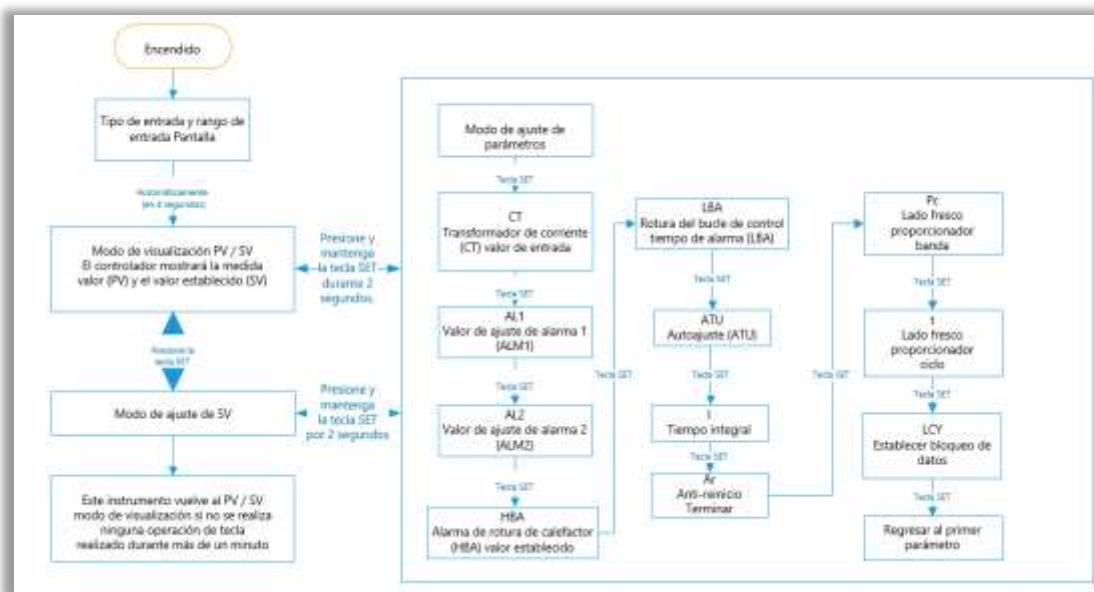 Encendido
Tipo de entrada y rango de
entrada Pantalla
Automáticamente
(en 4 segundos)
Modo de visualización PV / SV
El controlador mostrará la medida
valor (PV) y el valor establecido (SV)
Presione la
tecla SET
Modo de ajuste de SV
Este instrumento vuelve al PV / SV
modo de visualización si no se realiza
ninguna operación de tecla
realizado durante más de un minuto
Presione y
mantenga
la tecla SET
durante 2
segundos
Presione y
mantenga
la tecla SET
por 2 segundos
Modo de ajuste de
parámetros
Tecla SET
CT
Transformador de corriente
(CT) valor de entrada
Tecla SET
AL1
Valor de ajuste de alarma 1
(ALM1)
Tecla SET
AL2
Valor de ajuste de alarma 2
(ALM2)
Tecla SET
HBA
Alarma de rotura de calefactor
(HBA) valor establecido
Tecla SET
LBA
Rotura del bucle de control
tiempo de alarma (LBA)
Tecla SET
ATU
Autoajuste (ATU)
Tecla SET
I
Tiempo integral
Tecla SET
Ar
Anti-reinicio
Terminar
Tecla SET
Pc
Lado fresco
proporcionador
banda
Tecla SET
t
Lado fresco
proporcionador
ciclo
Tecla SET
LCY
Establecer bloqueo de
datos
Tecla SET
Regresar al primer
parámetro